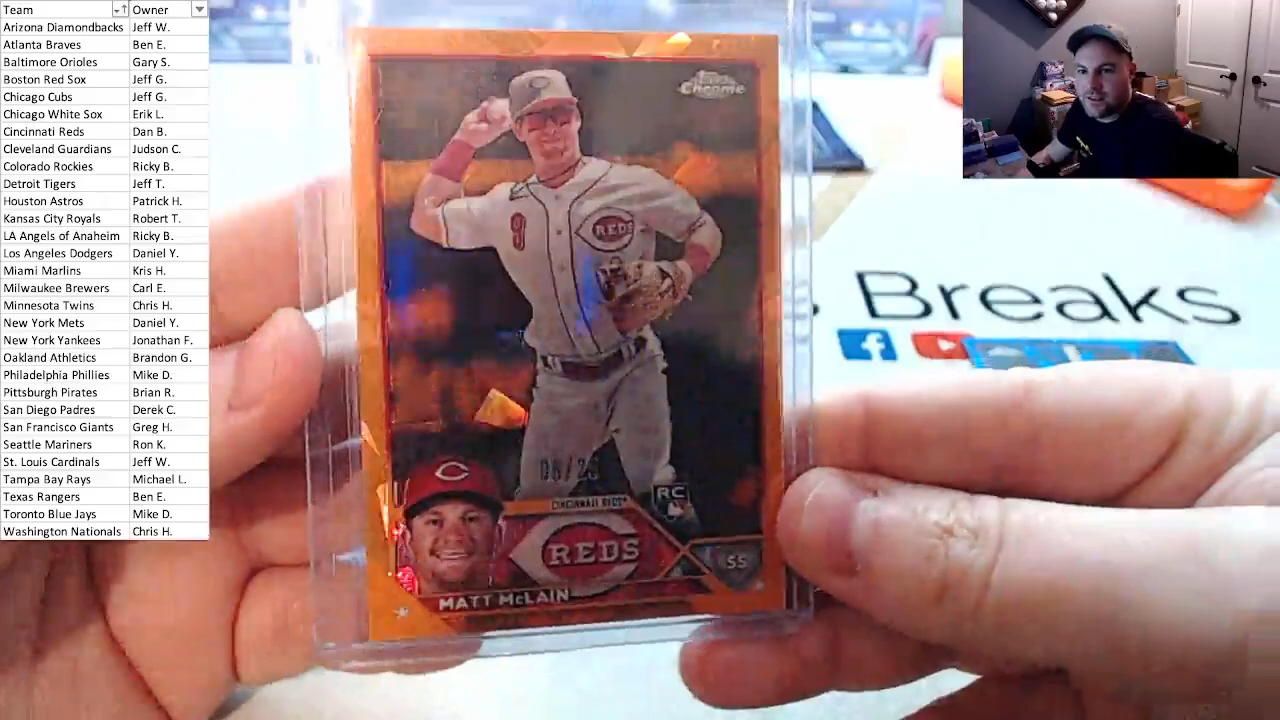 Team Owner
Arizona Diamondbacks Jeff W.
Atlanta Braves Ben E.
Baltimore Orioles Gary S.
Boston Red Sox Jeff G.
Chicago Cubs Jeff G.
Chicago White Sox Erik L.
Cincinnati Reds Dan B.
Cleveland Guardians Judson C.
Colorado Rockies Ricky B.
Detroit Tigers Jeff T.
Houston Astros Patrick H.
Kansas City Royals Robert T.
LA Angels of Anaheim Ricky B.
Los Angeles Dodgers Daniel Y.
Miami Marlins Kris H.
Milwaukee Brewers Carl E.
Minnesota Twins Chris H.
New York Mets Daniel Y.
New York Yankees Jonathan F.
Oakland Athletics Brandon G.
Philadelphia Phillies Mike D.
Pittsburgh Pirates Brian R.
San Diego Padres Derek C.
San Francisco Giants Greg H.
Seattle Mariners Ron K.
St. Louis Cardinals Jeff W.
Tampa Bay Rays Michael L.
Texas Rangers Ben E.
Toronto Blue Jays Mike D.
Washington Nationals Chris H.
Topps
Chrome
9
REDS
RC
CINCINNATI REDS
REDS
SS
MATT McLAIN
s Breaks